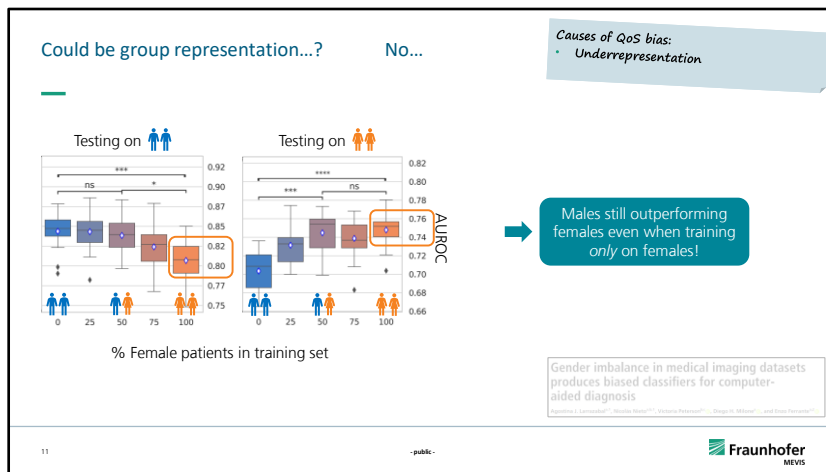 Could be group representation...? No...
Causes of QoS bias:
• Underrepresentation
Testing on
Testing on
***
ns
*
0.92
0.90
0.87
0.85
0.82
0.80
0.77
0.75
0
25
50
75
100
****
***
ns
0.82
0.80
0.78
0.76
0.74
0.72
0.70
0.68
0.66
AUROC
0
25
50
75
100
% Female patients in training set
Males still outperforming
females even when training
only on females!
Gender imbalance in medical imaging datasets
produces biased classifiers for computer-
aided diagnosis
11
- public -
Fraunhofer
MEVIS